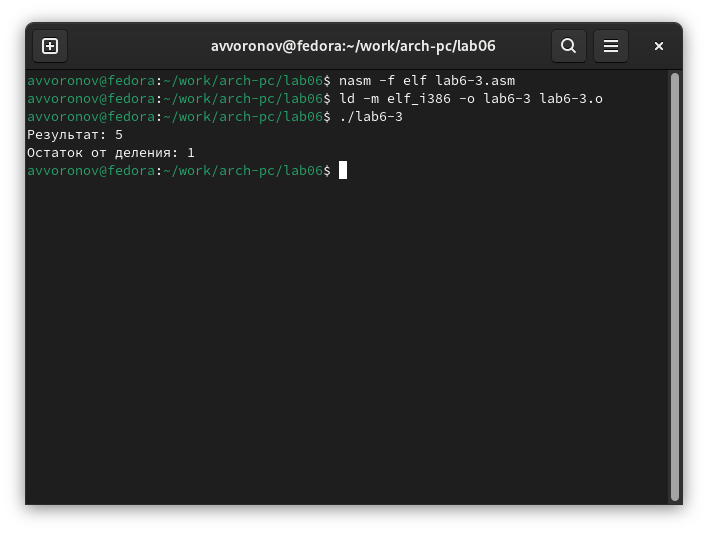 avvoronov@fedora:~/work/arch-pc/lab06
avvoronov@fedora:~/work/arch-pc/lab06$ nasm -f elf lab6-3.asm
avvoronov@fedora:~/work/arch-pc/lab06$ ld -m elf_i386 -o lab6-3 lab6-3.o
avvoronov@fedora:~/work/arch-pc/lab06$ ./lab6-3
Результат: 5
Остаток от деления: 1
avvoronov@fedora:~/work/arch-pc/lab06$